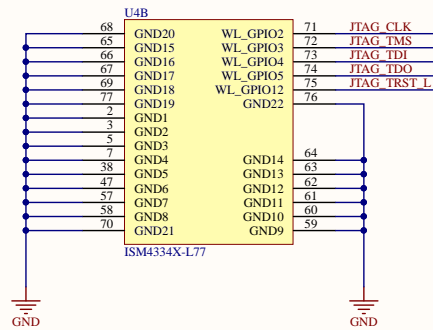 U4B
68 GND20 WL_GPIO2 71 JTAG_CLK
65 GND15 WL_GPIO3 72 JTAG_TMS
66 GND16 WL_GPIO4 73 JTAG_TDI
67 GND17 WL_GPIO5 74 JTAG_TDO
69 GND18 WL_GPIO12 75 JTAG_TRST_L
77 GND19 GND22 76
2 GND1
3 GND2
5 GND3
7 GND4 GND14 64
38 GND5 GND13 63
47 GND6 GND12 62
57 GND7 GND11 61
58 GND8 GND10 60
70 GND21 GND9 59
ISM4334X-L77
GND GND